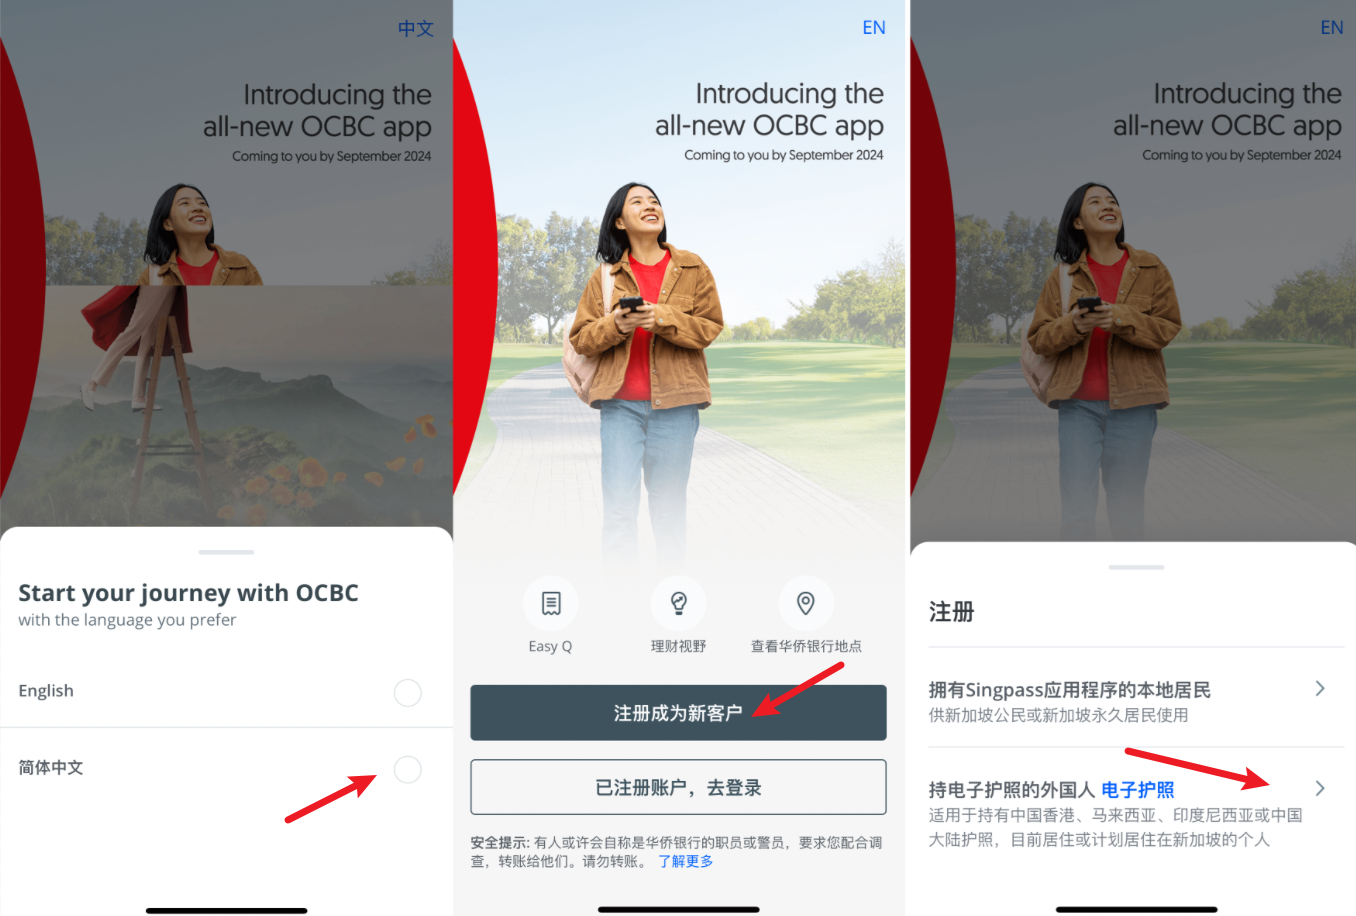 中文
Introducing the
all-new OCBC app
Coming to you by September 2024
Start your journey with OCBC
with the language you prefer
English
简体中文
EN
Introducing the
all-new OCBC app
Coming to you by September 2024
Easy Q
理财视野
查看华侨银行地点
注册成为新客户
已注册账户，去登录
安全提示: 有人或许会自称是华侨银行的职员或警员，要求您配合调
查，转账给他们。请勿转账。 了解更多
EN
Introducing the
all-new OCBC app
Coming to you by September 2024
注册
拥有Singpass应用程序的本地居民
供新加坡公民或新加坡永久居民使用
持电子护照的外国人 电子护照
适用于持有中国香港、马来西亚、印度尼西亚或中国
大陆护照，目前居住或计划居住在新加坡的个人